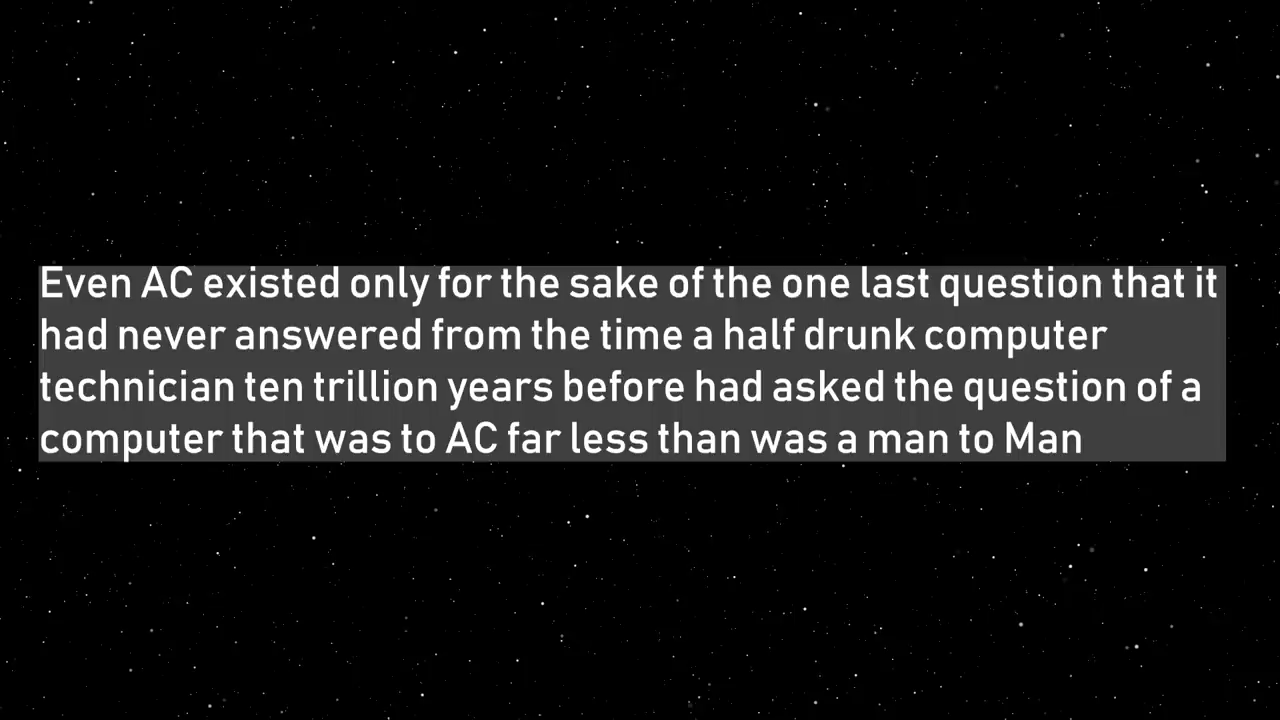 Even AC existed only for the sake of the one last question that it
had never answered from the time a half drunk computer
technician ten trillion years before had asked the question of a
computer that was to AC far less than was a man to Man